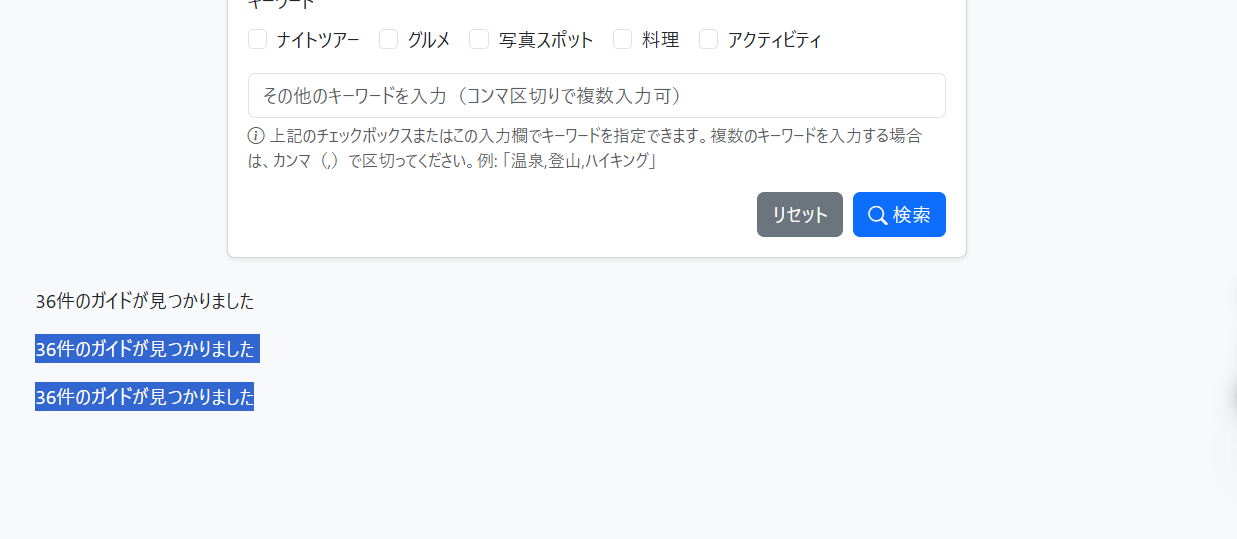 キーワード
ナイトツアー グルメ 写真スポット 料理 アクティビティ
その他のキーワードを入力（コンマ区切りで複数入力可）
上記のチェックボックスまたはこの入力欄でキーワードを指定できます。複数のキーワードを入力する場合
は、カンマ（,）で区切ってください。例: 「温泉,登山,ハイキング」
リセット 検索
36件のガイドが見つかりました
36件のガイドが見つかりました
36件のガイドが見つかりました